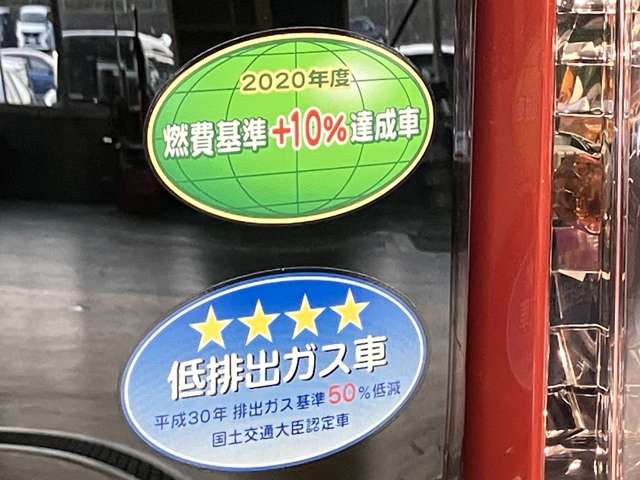 2020年度
燃費基準+10%達成車
低排出ガス車
平成30年 排出ガス基準50%低減
国土交通大臣認定車